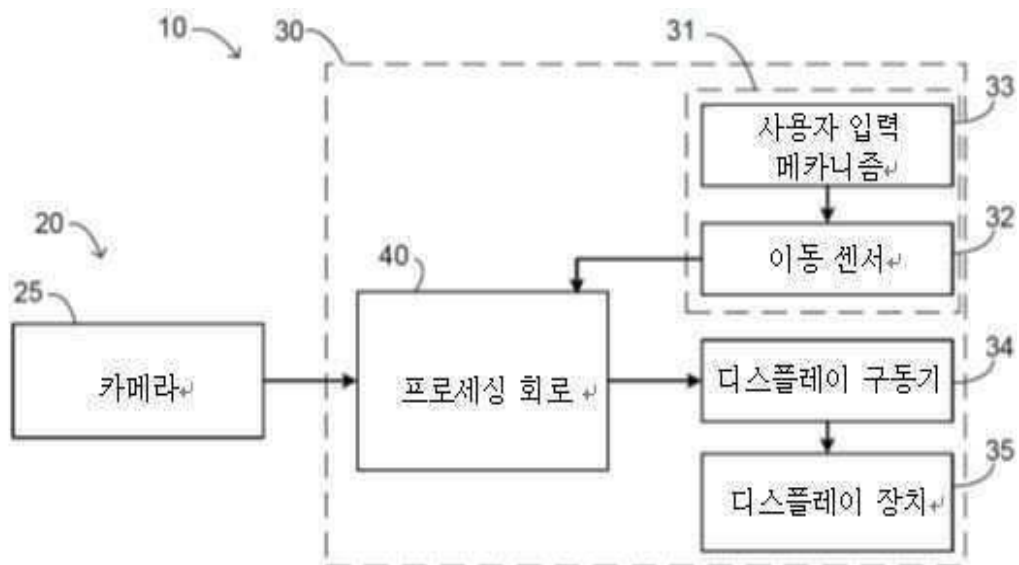 10
30
31
33
사용자 입력
메카니즘↵
20
32
이동 센서↵
25
40
카메라↵
프로세싱 회로 ↵
34
디스플레이 구동기
35
디스플레이 장치↵